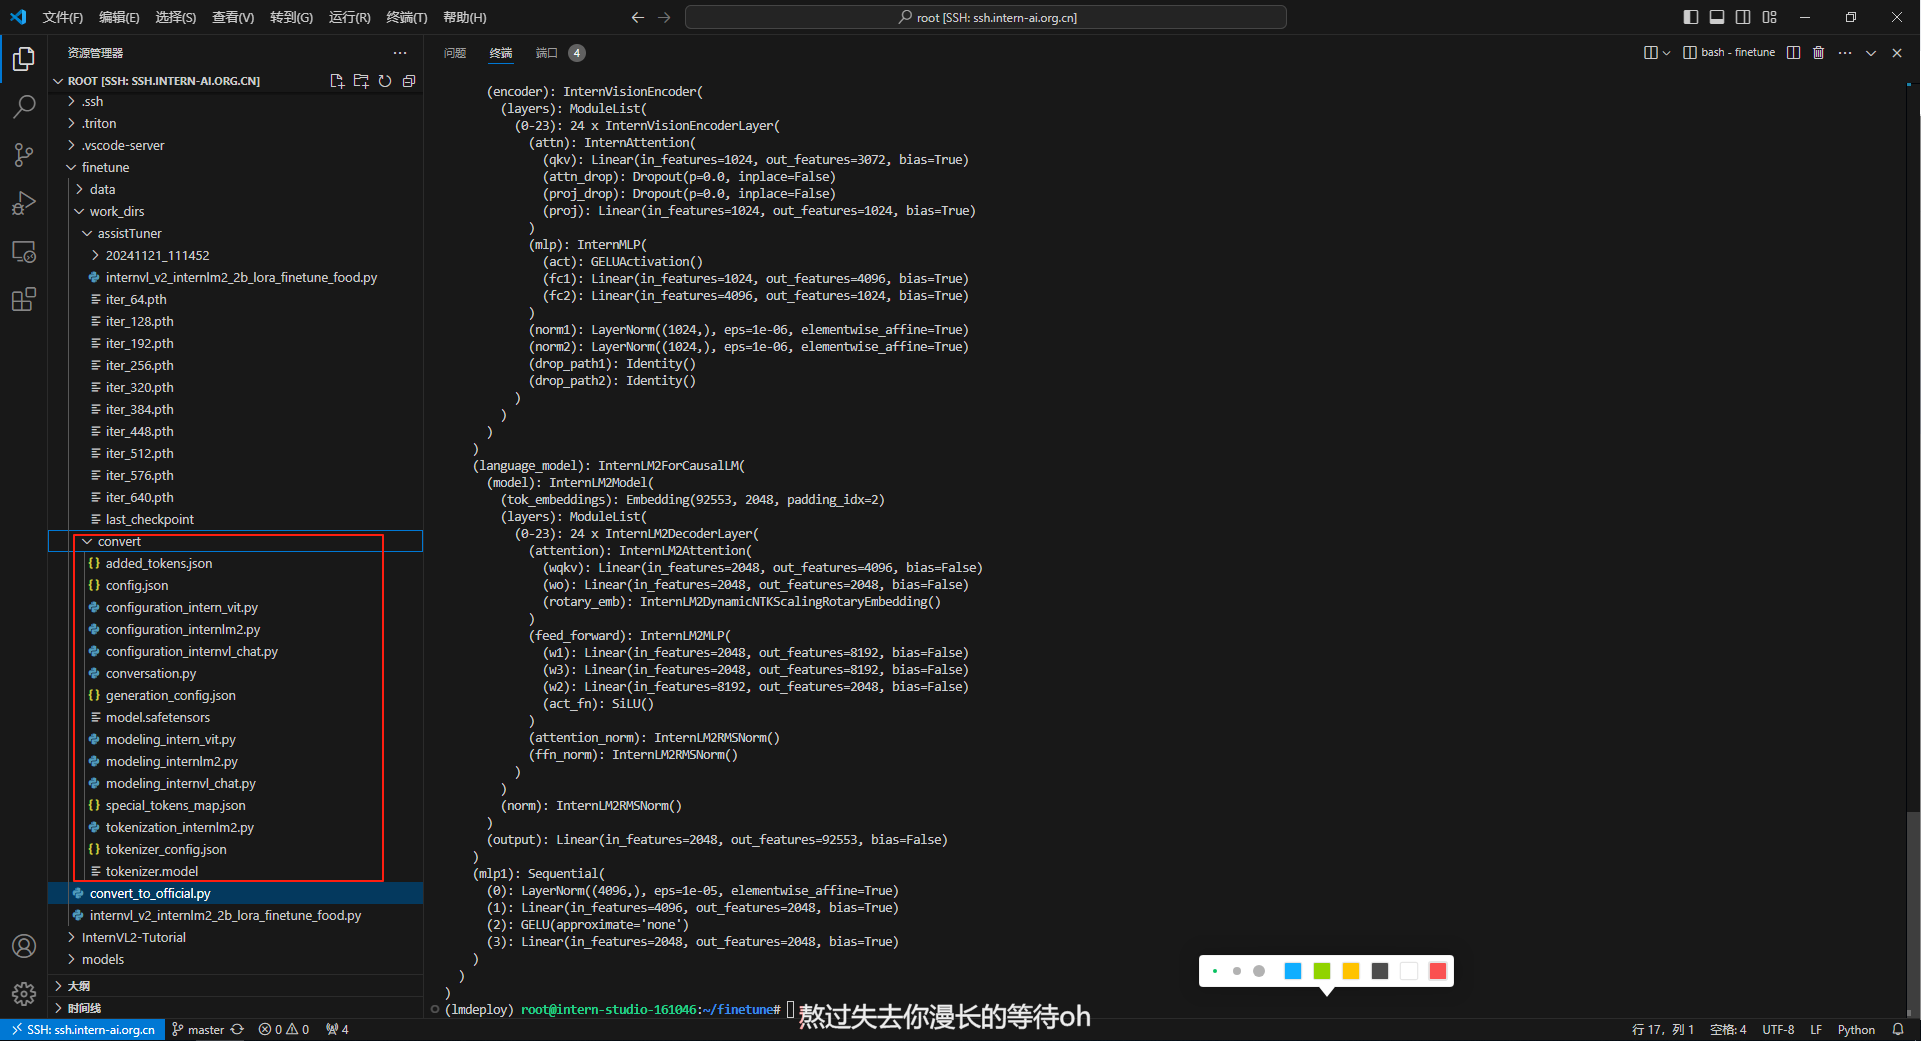 文件(F) 编辑(E) 选择(S) 查看(V) 转到(G) 运行(R) 终端(T) 帮助(H)
root [SSH: ssh.intern-ai.org.cn]
资源管理器
ROOT [SSH: SSH.INTERN-AI.ORG.CN]
.ssh
.triton
.vscode-server
finetune
data
work_dirs
assistTuner
20241121_111452
internvl_v2_internlm2_2b_lora_finetune_food.py
iter_64.pth
iter_128.pth
iter_192.pth
iter_256.pth
iter_320.pth
iter_384.pth
iter_448.pth
iter_512.pth
iter_576.pth
iter_640.pth
last_checkpoint
convert
added_tokens.json
config.json
configuration_intern_vit.py
configuration_internlm2.py
configuration_internvl_chat.py
conversation.py
generation_config.json
model.safetensors
modeling_intern_vit.py
modeling_internlm2.py
modeling_internvl_chat.py
special_tokens_map.json
tokenization_internlm2.py
tokenizer_config.json
tokenizer.model
convert_to_official.py
internvl_v2_internlm2_2b_lora_finetune_food.py
InternVL2-Tutorial
models
大纲
时间线
问题 终端 端口 4
bash - finetune
(encoder): InternVisionEncoder(
(layers): ModuleList(
(0-23): 24 x InternVisionEncoderLayer(
(attn): InternAttention(
(qkv): Linear(in_features=1024, out_features=3072, bias=True)
(attn_drop): Dropout(p=0.0, inplace=False)
(proj_drop): Dropout(p=0.0, inplace=False)
(proj): Linear(in_features=1024, out_features=1024, bias=True)
)
(mlp): InternMLP(
(act): GELUActivation()
(fc1): Linear(in_features=1024, out_features=4096, bias=True)
(fc2): Linear(in_features=4096, out_features=1024, bias=True)
)
(norm1): LayerNorm((1024,), eps=1e-06, elementwise_affine=True)
(norm2): LayerNorm((1024,), eps=1e-06, elementwise_affine=True)
(drop_path1): Identity()
(drop_path2): Identity()
)
)
)
)
(language_model): InternLM2ForCausalLM(
(model): InternLM2Model(
(tok_embeddings): Embedding(92553, 2048, padding_idx=2)
(layers): ModuleList(
(0-23): 24 x InternLM2DecoderLayer(
(attention): InternLM2Attention(
(wqkv): Linear(in_features=2048, out_features=4096, bias=False)
(wo): Linear(in_features=2048, out_features=2048, bias=False)
(rotary_emb): InternLM2DynamicNTKScalingRotaryEmbedding()
)
(feed_forward): InternLM2MLP(
(w1): Linear(in_features=2048, out_features=8192, bias=False)
(w3): Linear(in_features=2048, out_features=8192, bias=False)
(w2): Linear(in_features=8192, out_features=2048, bias=False)
(act_fn): SiLU()
)
(attention_norm): InternLM2RMSNorm()
(ffn_norm): InternLM2RMSNorm()
)
)
(norm): InternLM2RMSNorm()
)
(output): Linear(in_features=2048, out_features=92553, bias=False)
)
(mlp1): Sequential(
(0): LayerNorm((4096,), eps=1e-05, elementwise_affine=True)
(1): Linear(in_features=4096, out_features=2048, bias=True)
(2): GELU(approximate='none')
(3): Linear(in_features=2048, out_features=2048, bias=True)
)
)
)
(lmdeploy) root@intern-studio-161046:~/finetune#
熬过失去你漫长的等待oh
SSH: ssh.intern-ai.org.cn master 0 0 4 行 17，列 1 空格: 4 UTF-8 LF Python